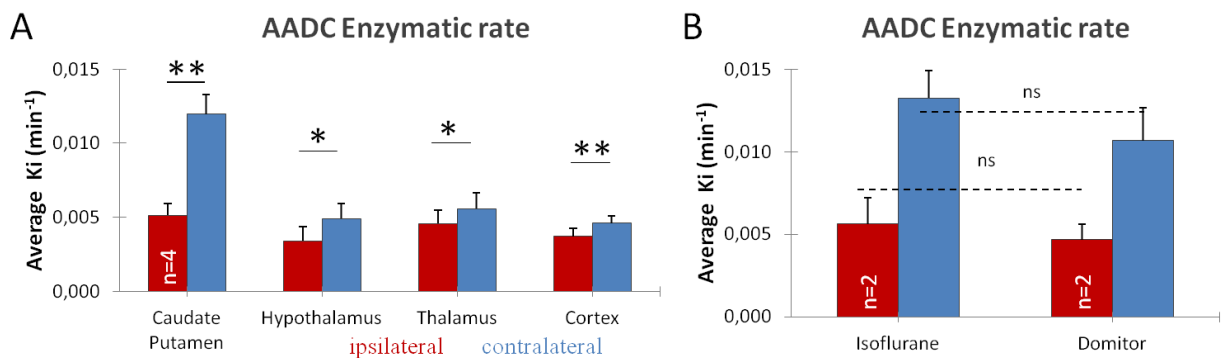 A
AADC Enzymatic rate
Average Ki (min⁻¹)
0,015
0,010
0,005
0,000
**
*
*
**
n=4
Caudate
Putamen
Hypothalamus
Thalamus
Cortex
ipsilateral
contralateral
B
AADC Enzymatic rate
Average Ki (min⁻¹)
0,015
0,010
0,005
0,000
ns
ns
n=2
n=2
Isoflurane
Domitor